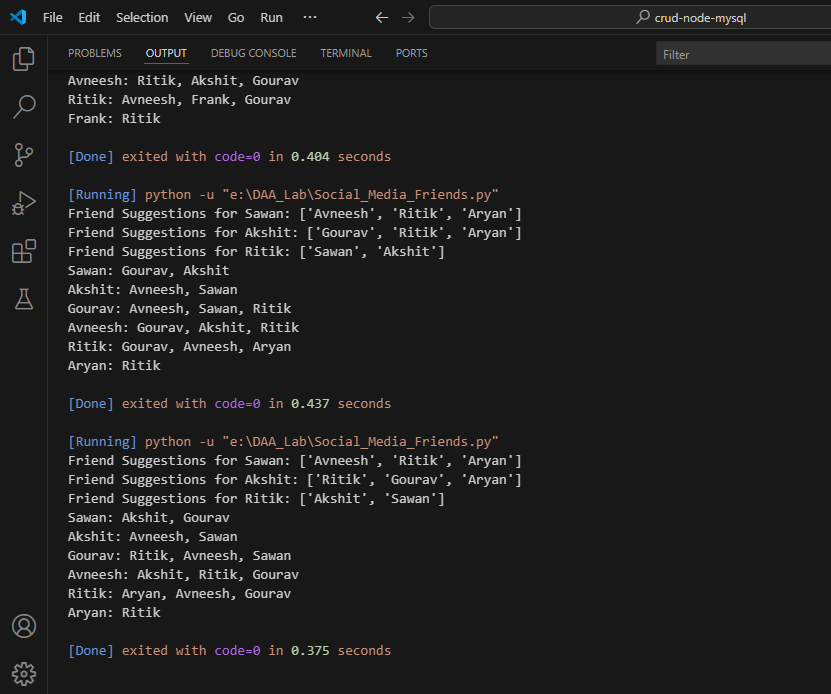 File Edit Selection View Go Run ··· ← → crud-node-mysql
PROBLEMS OUTPUT DEBUG CONSOLE TERMINAL PORTS Filter
Avneesh: Ritik, Akshit, Gourav
Ritik: Avneesh, Frank, Gourav
Frank: Ritik
[Done] exited with code=0 in 0.404 seconds
[Running] python -u "e:\DAA_Lab\Social_Media_Friends.py"
Friend Suggestions for Sawan: ['Avneesh', 'Ritik', 'Aryan']
Friend Suggestions for Akshit: ['Gourav', 'Ritik', 'Aryan']
Friend Suggestions for Ritik: ['Sawan', 'Akshit']
Sawan: Gourav, Akshit
Akshit: Avneesh, Sawan
Gourav: Avneesh, Sawan, Ritik
Avneesh: Gourav, Akshit, Ritik
Ritik: Gourav, Avneesh, Aryan
Aryan: Ritik
[Done] exited with code=0 in 0.437 seconds
[Running] python -u "e:\DAA_Lab\Social_Media_Friends.py"
Friend Suggestions for Sawan: ['Avneesh', 'Ritik', 'Aryan']
Friend Suggestions for Akshit: ['Ritik', 'Gourav', 'Aryan']
Friend Suggestions for Ritik: ['Akshit', 'Sawan']
Sawan: Akshit, Gourav
Akshit: Avneesh, Sawan
Gourav: Ritik, Avneesh, Sawan
Avneesh: Akshit, Ritik, Gourav
Ritik: Aryan, Avneesh, Gourav
Aryan: Ritik
[Done] exited with code=0 in 0.375 seconds